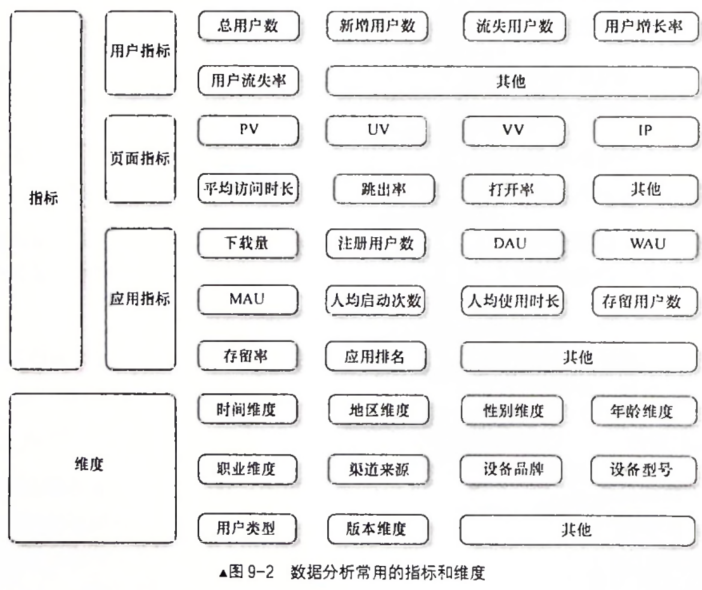 指标
用户指标
总用户数
新增用户数
流失用户数
用户增长率
用户流失率
其他
页面指标
PV
UV
VV
IP
平均访问时长
跳出率
打开率
其他
应用指标
下载量
注册用户数
DAU
WAU
MAU
人均启动次数
人均使用时长
存留用户数
存留率
应用排名
其他
维度
时间维度
地区维度
性别维度
年龄维度
职业维度
渠道来源
设备品牌
设备型号
用户类型
版本维度
其他
▲图 9-2 数据分析常用的指标和维度